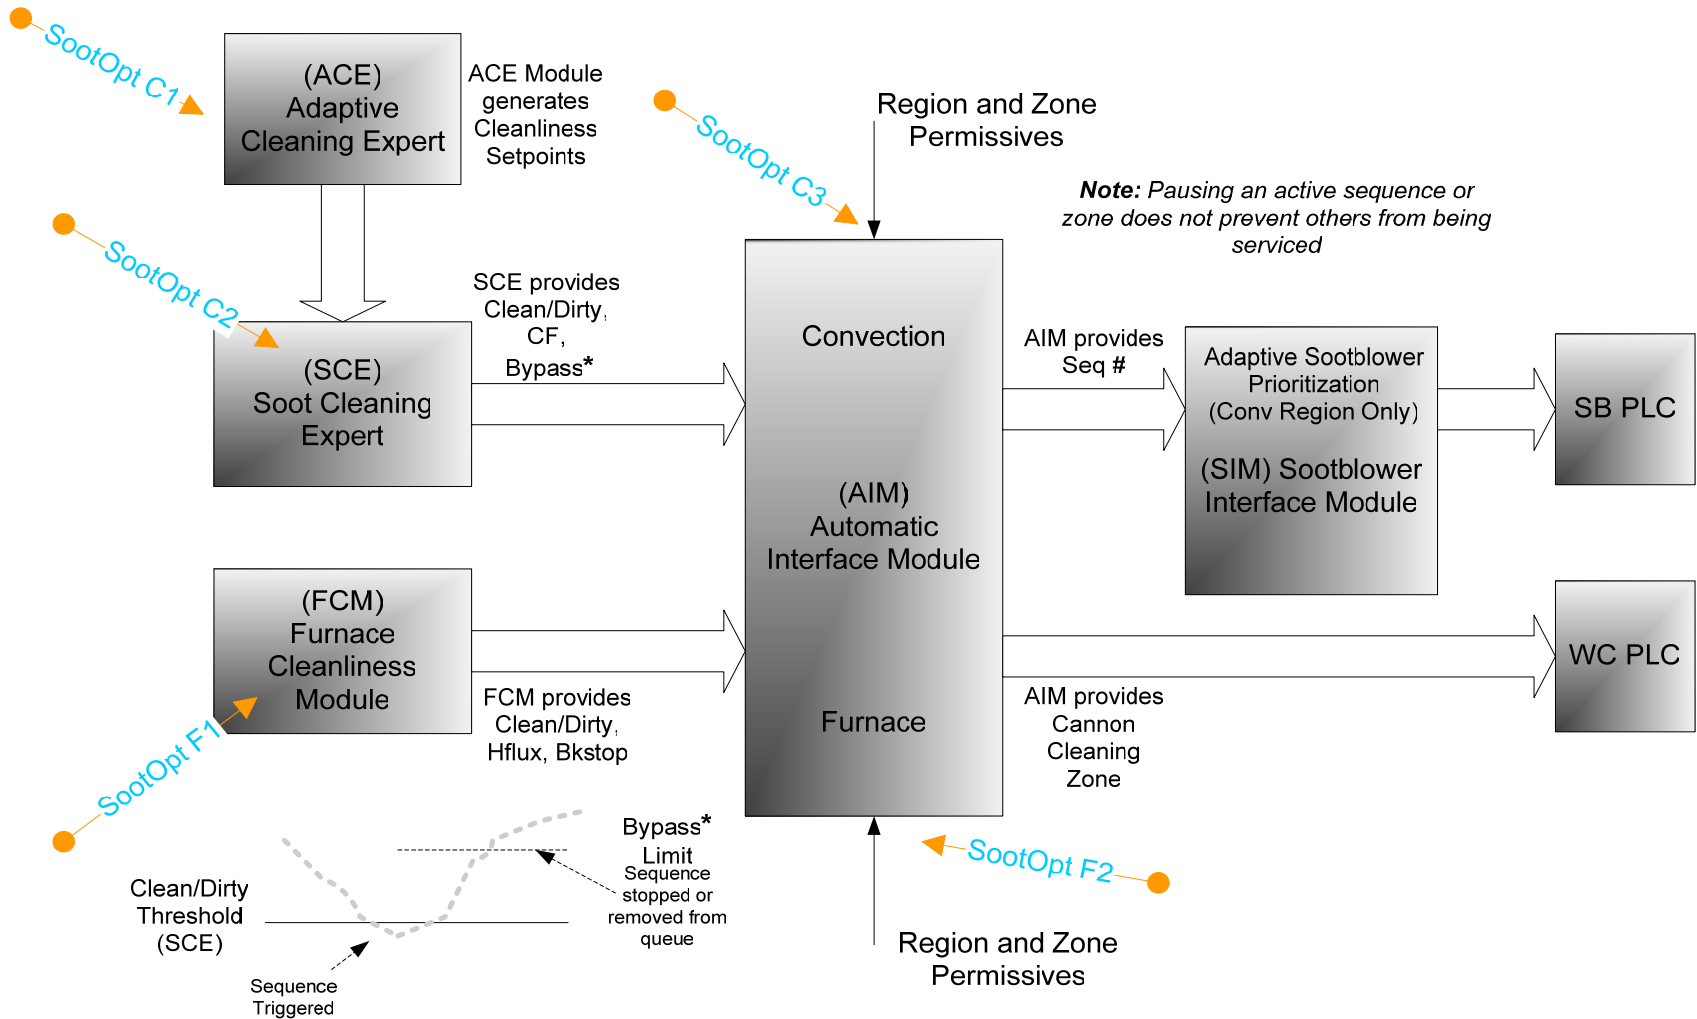 SootOpt C1
(ACE)
Adaptive
Cleaning Expert
ACE Module
generates
Cleanliness
Setpoints
SootOpt C3
Region and Zone
Permissives
Note: Pausing an active sequence or
zone does not prevent others from being
serviced
SootOpt C2
(SCE)
Soot Cleaning
Expert
SCE provides
Clean/Dirty,
CF,
Bypass*
Convection
(AIM)
Automatic
Interface Module
Furnace
AIM provides
Seq #
Adaptive Sootblower
Prioritization
(Conv Region Only)
(SIM) Sootblower
Interface Module
SB PLC
(FCM)
Furnace
Cleanliness
Module
SootOpt F1
FCM provides
Clean/Dirty,
Hflux, Bkstop
AIM provides
Cannon
Cleaning
Zone
WC PLC
Clean/Dirty
Threshold
(SCE)
Sequence
Triggered
Bypass*
Limit
Sequence
stopped or
removed from
queue
SootOpt F2
Region and Zone
Permissives